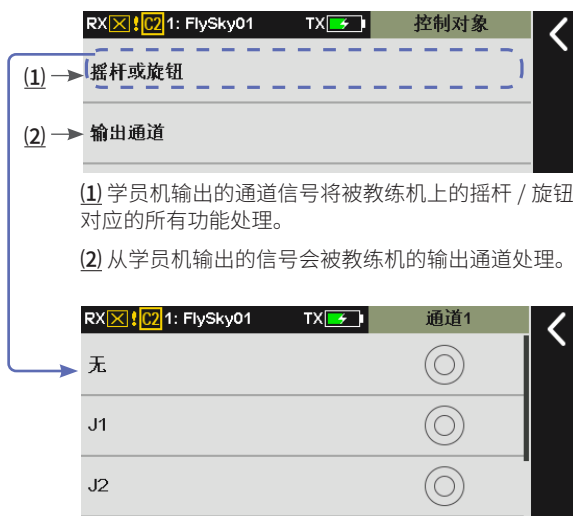 RX C2 1: FlySky01 TX 控制对象
(1) 摇杆或旋钮
(2) 输出通道
(1) 学员机输出的通道信号将被教练机上的摇杆 / 旋钮
对应的所有功能处理。
(2) 从学员机输出的信号会被教练机的输出通道处理。
RX C2 1: FlySky01 TX 通道1
无
J1
J2